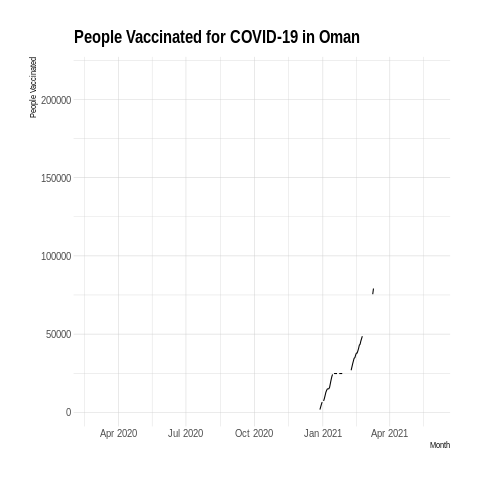 People Vaccinated for COVID-19 in Oman
People Vaccinated
200000
150000
100000
50000
0
Apr 2020 Jul 2020 Oct 2020 Jan 2021 Apr 2021
Month